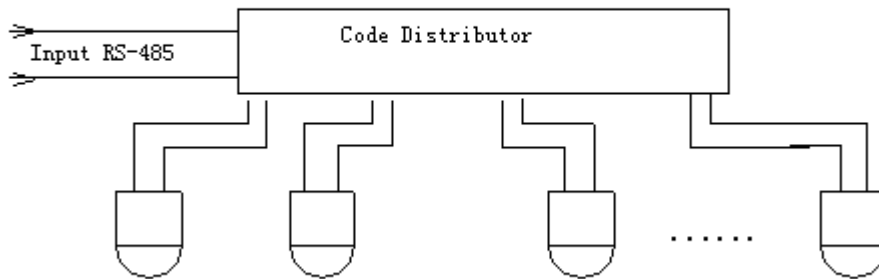 Code Distributor
Input RS-485
......